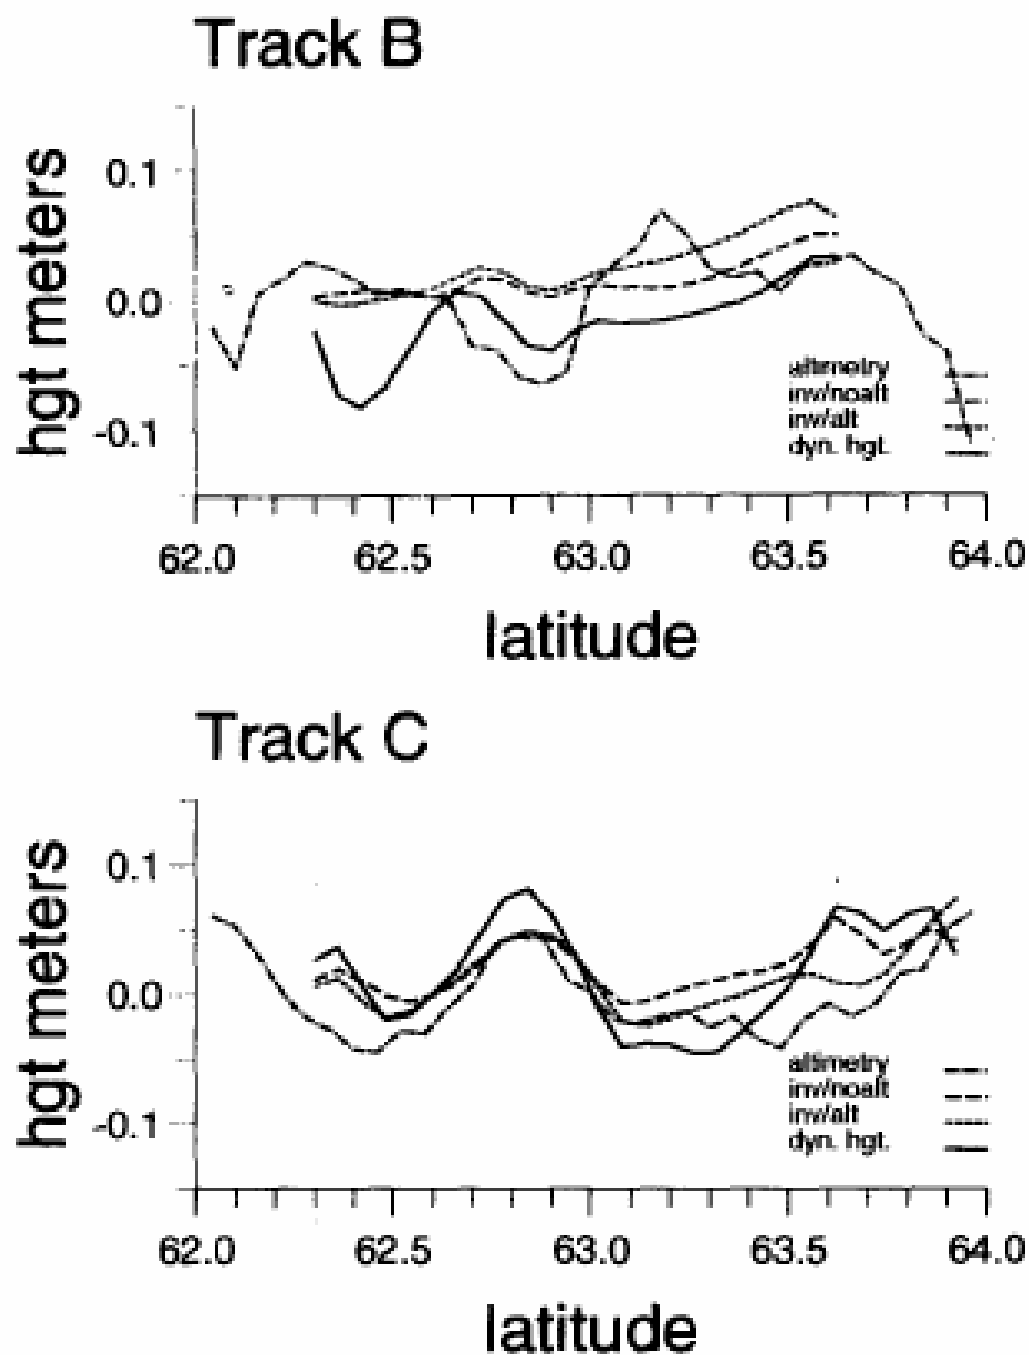 Track B
hgt meters
0.1
0.0
-0.1
altimetry
inv/noalt
inv/alt
dyn. hgt.
62.0 62.5 63.0 63.5 64.0
latitude
Track C
hgt meters
0.1
0.0
-0.1
altimetry
inv/noalt
inv/alt
dyn. hgt.
62.0 62.5 63.0 63.5 64.0
latitude